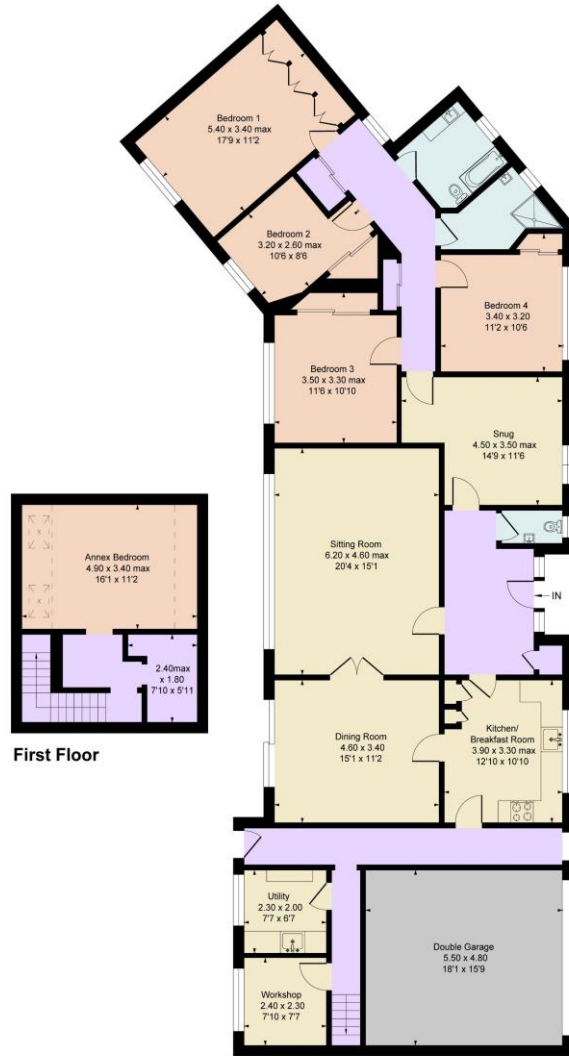 Bedroom 1
5.40 x 3.40 max
17'9 x 11'2
Bedroom 2
3.20 x 2.60 max
10'6 x 8'6
Bedroom 4
3.40 x 3.20
11'2 x 10'6
Bedroom 3
3.50 x 3.30 max
11'6 x 10'10
Snug
4.50 x 3.50 max
14'9 x 11'6
Sitting Room
6.20 x 4.60 max
20'4 x 15'1
IN
Annex Bedroom
4.90 x 3.40 max
16'1 x 11'2
2.40max
x 1.80
7'10 x 5'11
First Floor
Dining Room
4.60 x 3.40
15'1 x 11'2
Kitchen/
Breakfast Room
3.90 x 3.30 max
12'10 x 10'10
Utility
2.30 x 2.00
7'7 x 6'7
Double Garage
5.50 x 4.80
18'1 x 15'9
Workshop
2.40 x 2.30
7'10 x 7'7